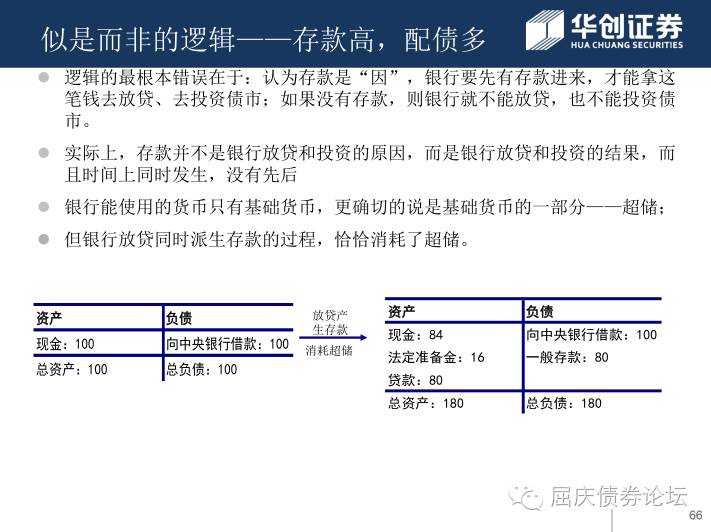 似是而非的逻辑——存款高，配债多
华创证券
HUA CHUANG SECURITIES
逻辑的最根本错误在于：认为存款是“因”，银行要先有存款进来，才能拿这
笔钱去放贷、去投资债市；如果没有存款，则银行就不能放贷，也不能投资债
市。
实际上，存款并不是银行放贷和投资的原因，而是银行放贷和投资的结果，而
且时间上同时发生，没有先后
银行能使用的货币只有基础货币，更确切的说是基础货币的一部分——超储；
但银行放贷同时派生存款的过程，恰恰消耗了超储。
资产 负债
现金：100 向中央银行借款：100
总资产：100 总负债：100
放贷产
生存款
消耗超储
资产 负债
现金：84 向中央银行借款：100
法定准备金：16 一般存款：80
贷款：80
总资产：180 总负债：180
屈庆债券论坛
66